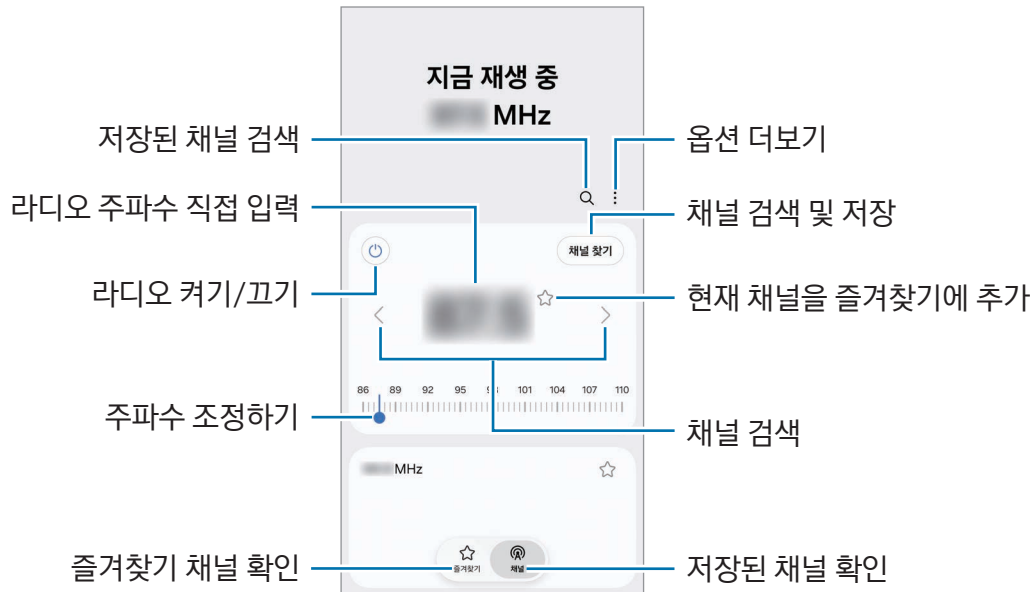 지금 재생 중
MHz
저장된 채널 검색
옵션 더보기
라디오 주파수 직접 입력
채널 검색 및 저장
채널 찾기
라디오 켜기/끄기
현재 채널을 즐겨찾기에 추가
86 89 92 95 101 104 107 110
주파수 조정하기
채널 검색
MHz
즐겨찾기 채널 확인
즐겨찾기
채널
저장된 채널 확인